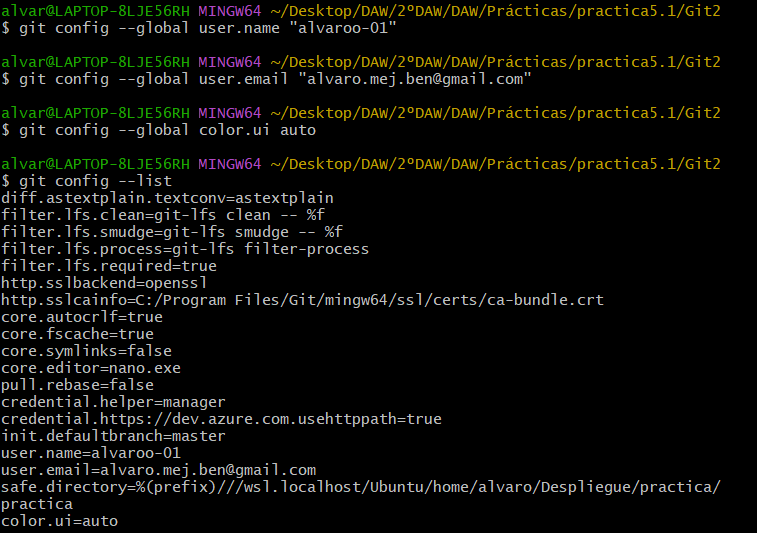 alvar@LAPTOP-8LJE56RH MINGW64 ~/Desktop/DAW/2ºDAW/DAW/Prácticas/practica5.1/Git2
$ git config --global user.name "alvaroo-01"
alvar@LAPTOP-8LJE56RH MINGW64 ~/Desktop/DAW/2ºDAW/DAW/Prácticas/practica5.1/Git2
$ git config --global user.email "alvaro.mej.ben@gmail.com"
alvar@LAPTOP-8LJE56RH MINGW64 ~/Desktop/DAW/2ºDAW/DAW/Prácticas/practica5.1/Git2
$ git config --global color.ui auto
alvar@LAPTOP-8LJE56RH MINGW64 ~/Desktop/DAW/2ºDAW/DAW/Prácticas/practica5.1/Git2
$ git config --list
diff.astextplain.textconv=astextplain
filter.lfs.clean=git-lfs clean -- %f
filter.lfs.smudge=git-lfs smudge -- %f
filter.lfs.process=git-lfs filter-process
filter.lfs.required=true
http.sslbackend=openssl
http.sslcainfo=C:/Program Files/Git/mingw64/ssl/certs/ca-bundle.crt
core.autocrlf=true
core.fscache=true
core.symlinks=false
core.editor=nano.exe
pull.rebase=false
credential.helper=manager
credential.https://dev.azure.com.usehttppath=true
init.defaultbranch=master
user.name=alvaroo-01
user.email=alvaro.mej.ben@gmail.com
safe.directory=%(prefix)///wsl.localhost/Ubuntu/home/alvaro/Despliegue/practica/
practica
color.ui=auto